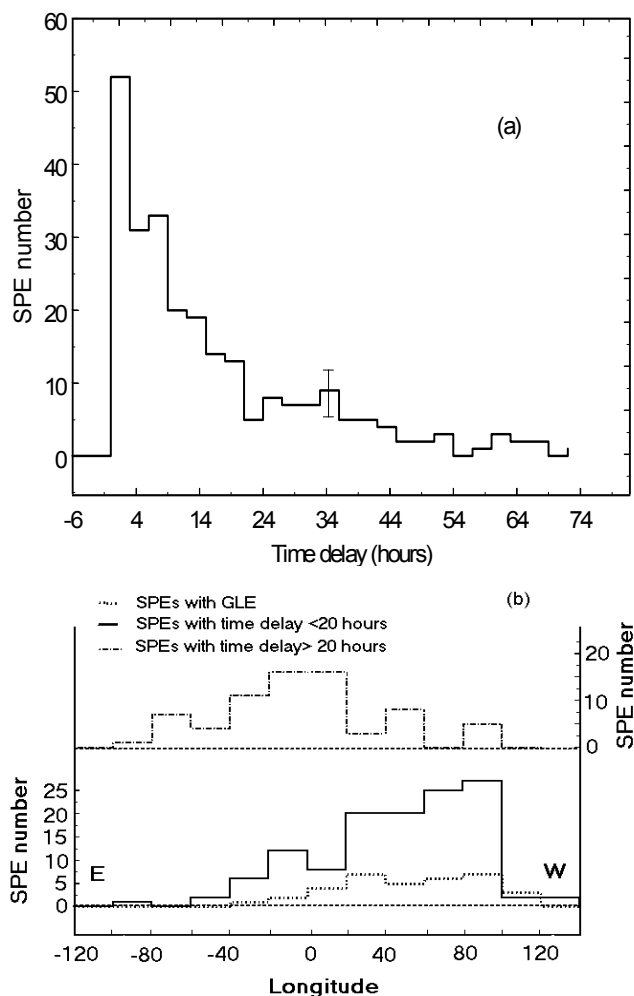 60
50
40
30
20
10
0
SPE number
(a)
-6 4 14 24 34 44 54 64 74
Time delay (hours)
SPEs with GLE
(b)
SPEs with time delay <20 hours
SPEs with time delay> 20 hours
20
10
0
SPE number
25
20
15
10
5
0
SPE number
E
W
-120 -80 -40 0 40 80 120
Longitude